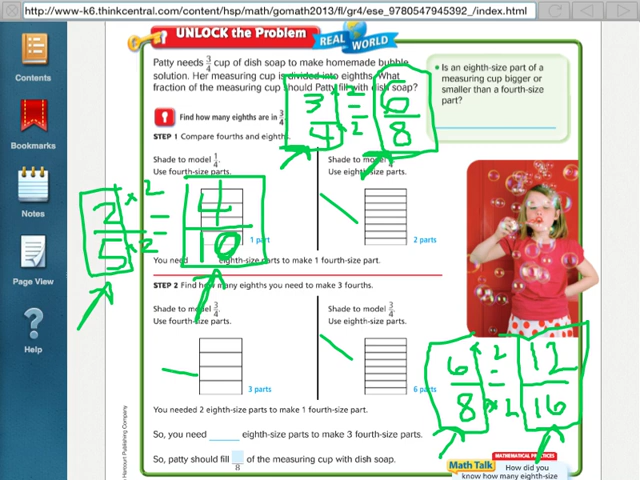 http://www-k6.thinkcentral.com/content/hsp/math/gomath2013/fl/gr4/ese_9780547945392_/index.html
Contents
Bookmarks
Notes
Page View
Help
UNLOCK the Problem
REAL WORLD
Patty needs 3/4 cup of dish soap to make homemade bubble
solution. Her measuring cup is divided into eighths. What
fraction of the measuring cup should Patty fill with dish soap?
• Is an eighth-size part of a
measuring cup bigger or
smaller than a fourth-size
part?
Find how many eighths are in 3/4
3/4 × 2/2 = 6/8
STEP 1 Compare fourths and eighths.
Shade to model 1/4.
Use fourth-size parts.
1 part
Shade to model
Use eighth-size parts.
2 parts
2/5 × 2 × 2 = 4/10
You need eighth-size parts to make 1 fourth-size part.
STEP 2 Find how many eighths you need to make 3 fourths.
Shade to model 3/4.
Use fourth-size parts.
3 parts
Shade to model 3/4.
Use eighth-size parts.
6 parts
6/8 × 2 × 2 = 12/16
You needed 2 eighth-size parts to make 1 fourth-size part.
So, you need ___ eighth-size parts to make 3 fourth-size parts.
So, patty should fill __/8 of the measuring cup with dish soap.
Math Talk
MATHEMATICAL PRACTICES
How did you
know how many eighth-size
Harcourt Publishing Company